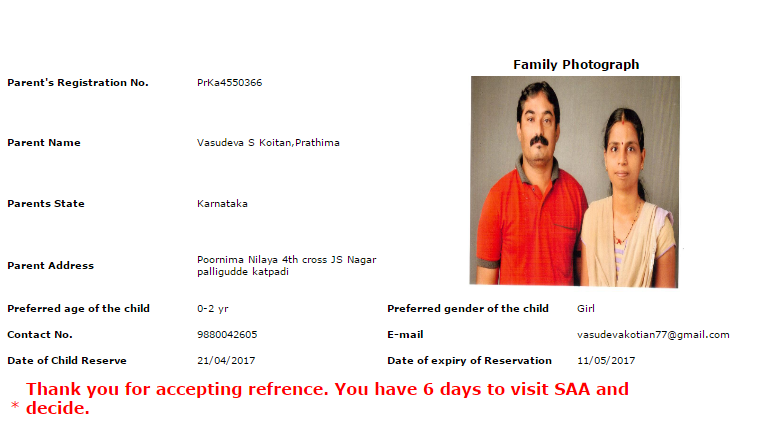 Family Photograph
Parent's Registration No. PrKa4550366
Parent Name Vasudeva S Koitan,Prathima
Parents State Karnataka
Parent Address Poornima Nilaya 4th cross JS Nagar
palligudde katpadi
Preferred age of the child 0-2 yr Preferred gender of the child Girl
Contact No. 9880042605 E-mail vasudevakotian77@gmail.com
Date of Child Reserve 21/04/2017 Date of expiry of Reservation 11/05/2017
Thank you for accepting refrence. You have 6 days to visit SAA and
* decide.